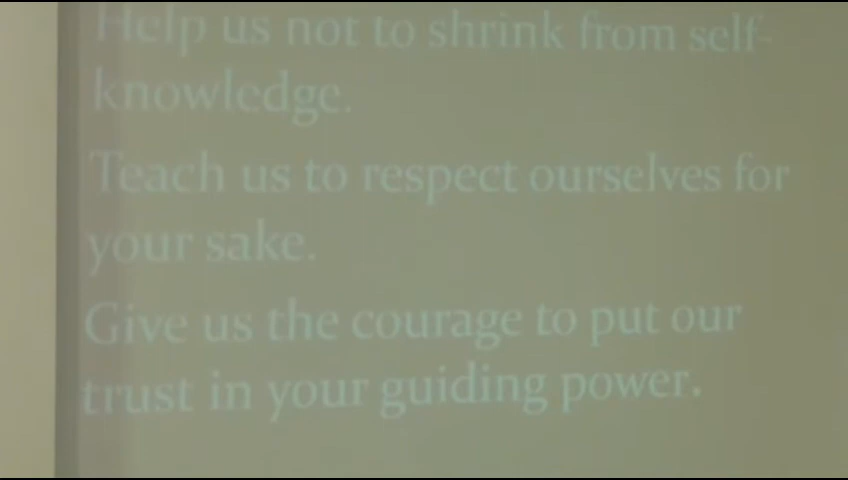 Help us not to shrink from self-
knowledge.
Teach us to respect ourselves for
your sake.
Give us the courage to put our
trust in your guiding power.